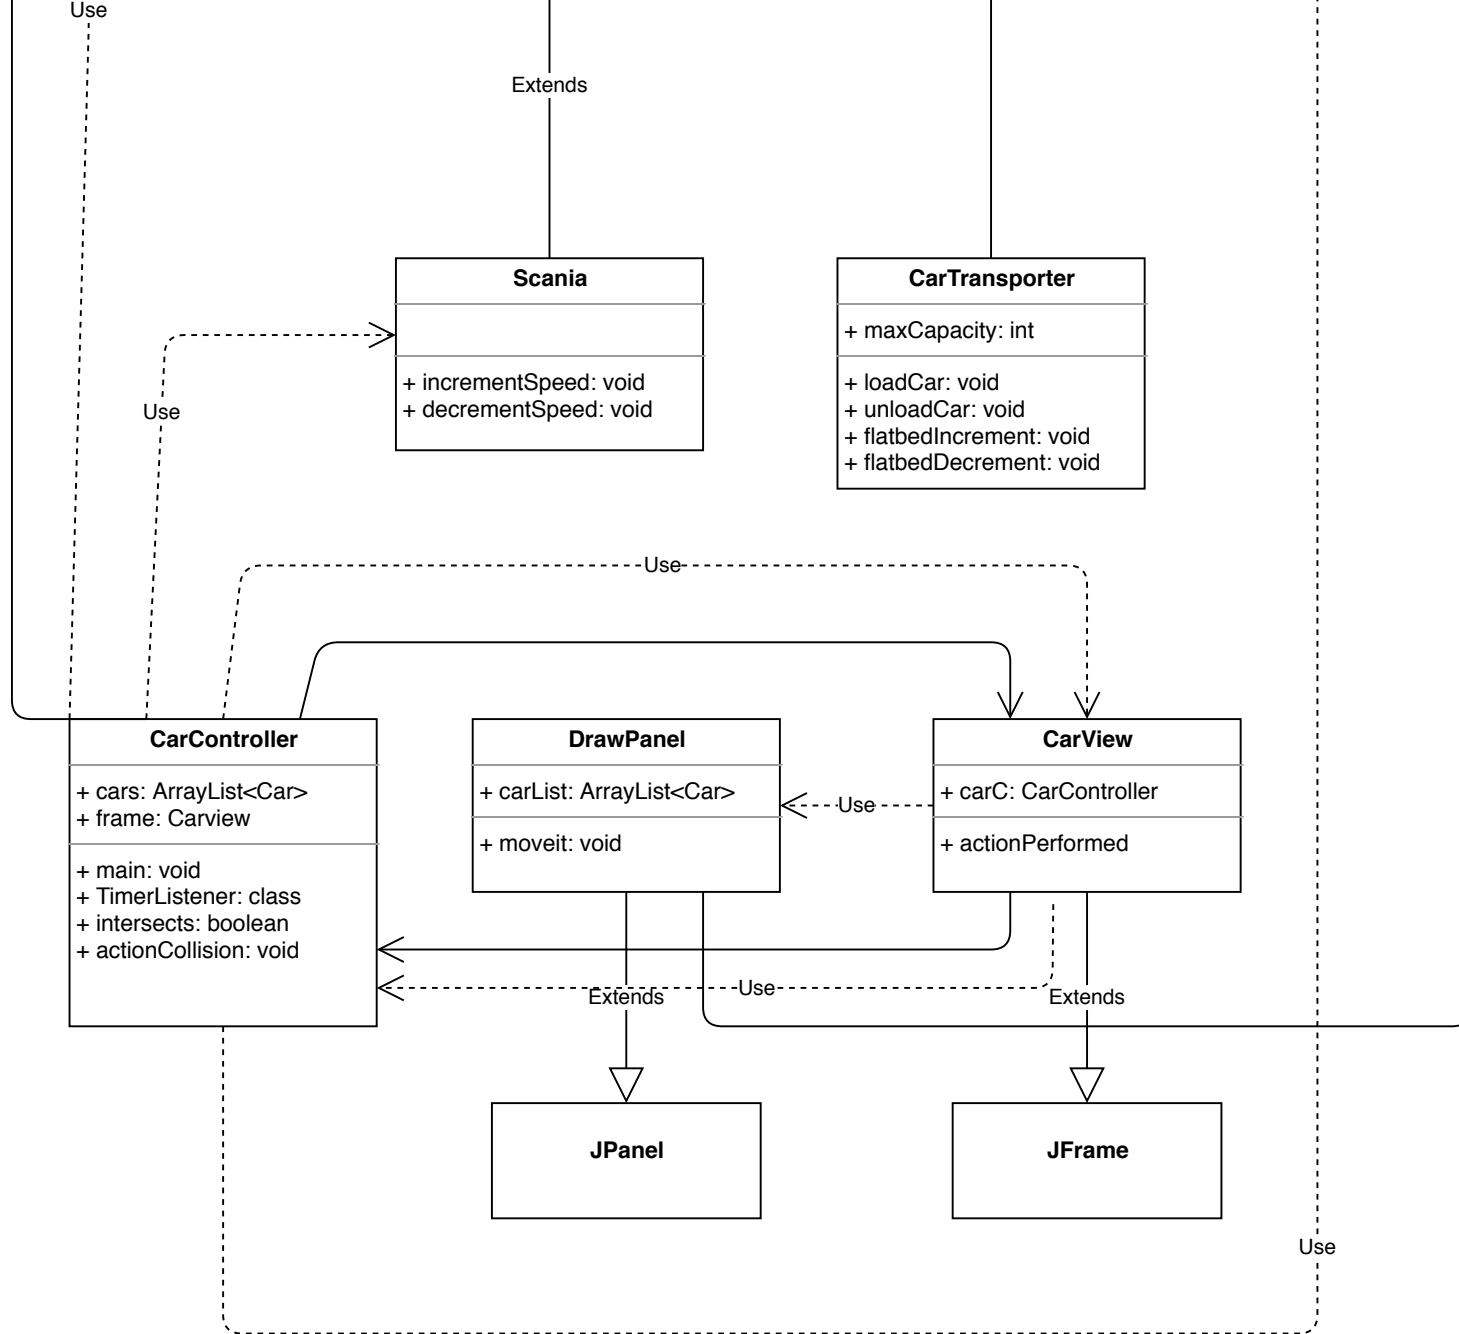 Use
Extends
Scania
+ incrementSpeed: void
+ decrementSpeed: void
CarTransporter
+ maxCapacity: int
+ loadCar: void
+ unloadCar: void
+ flatbedIncrement: void
+ flatbedDecrement: void
Use
Use
CarController
+ cars: ArrayList<Car>
+ frame: Carview
+ main: void
+ TimerListener: class
+ intersects: boolean
+ actionCollision: void
DrawPanel
+ carList: ArrayList<Car>
+ moveit: void
Use
CarView
+ carC: CarController
+ actionPerformed
Extends
Use
Extends
JPanel
JFrame
Use